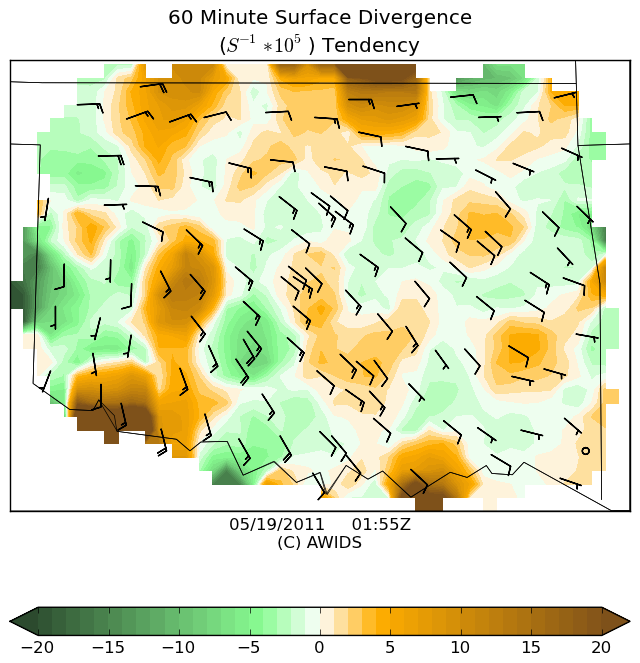 60 Minute Surface Divergence
(S⁻¹ * 10⁵ ) Tendency
05/19/2011 01:55Z
(C) AWIDS
−20 −15 −10 −5 0 5 10 15 20